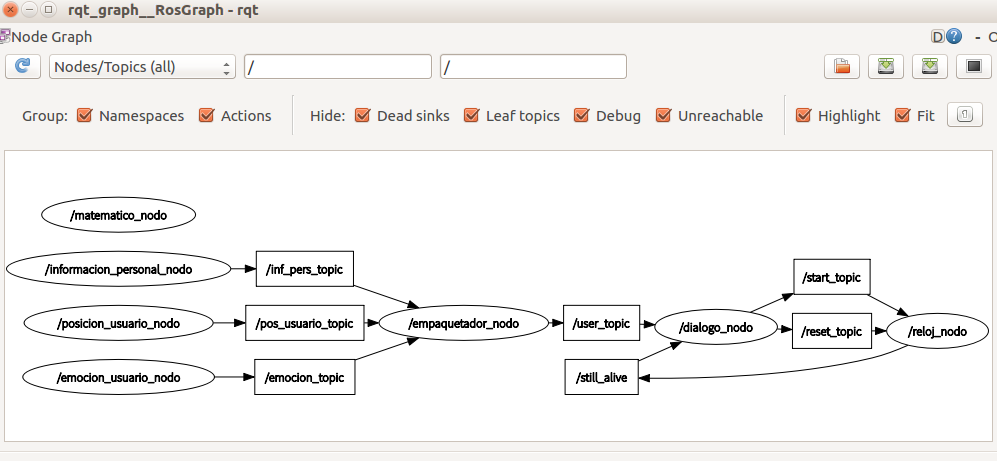 rqt_graph__RosGraph - rqt
Node Graph
D ? - O
Nodes/Topics (all) / /
Group: Namespaces Actions Hide: Dead sinks Leaf topics Debug Unreachable Highlight Fit
/matematico_nodo
/informacion_personal_nodo /inf_pers_topic /start_topic
/posicion_usuario_nodo /pos_usuario_topic /empaquetador_nodo /user_topic /dialogo_nodo /reset_topic /reloj_nodo
/emocion_usuario_nodo /emocion_topic /still_alive